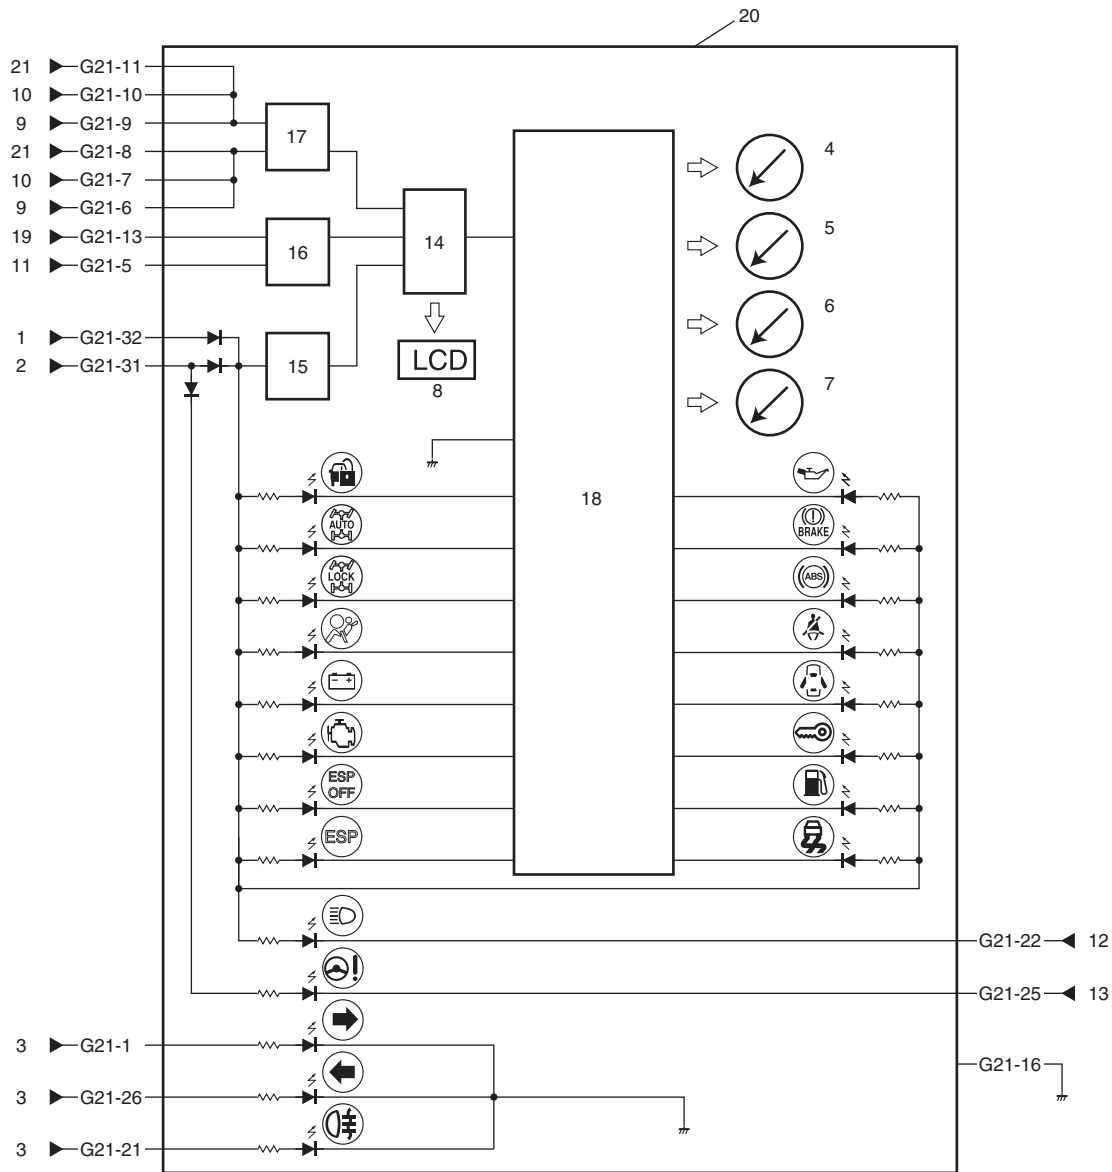 20
21 G21-11
10 G21-10
9 G21-9
21 G21-8
10 G21-7
9 G21-6
19 G21-13
11 G21-5
1 G21-32
2 G21-31
17
16
15
14
LCD
8
18
4
5
6
7
AUTO
LOCK
ESP
OFF
ESP
BRAKE
ABS
G21-22 12
G21-25 13
G21-16
3 G21-1
3 G21-26
3 G21-21